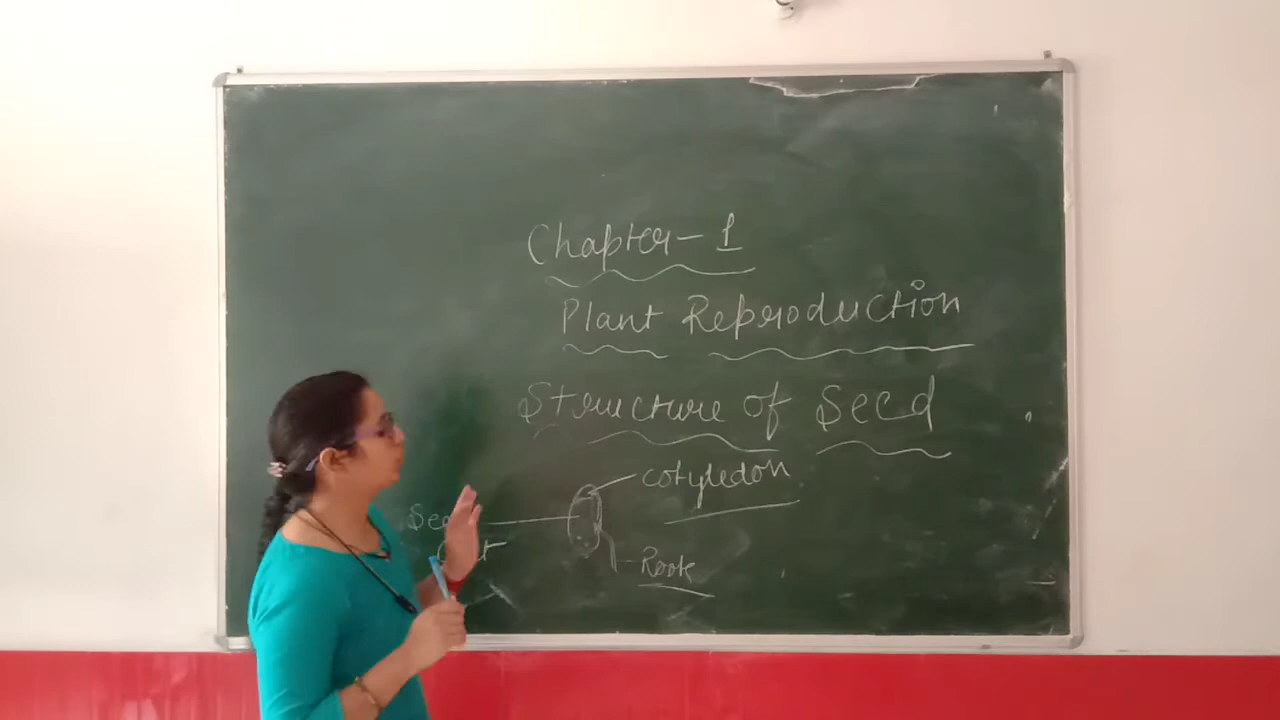 Chapter-1
Plant Reproduction
Structure of Seed
cotyledon
Root